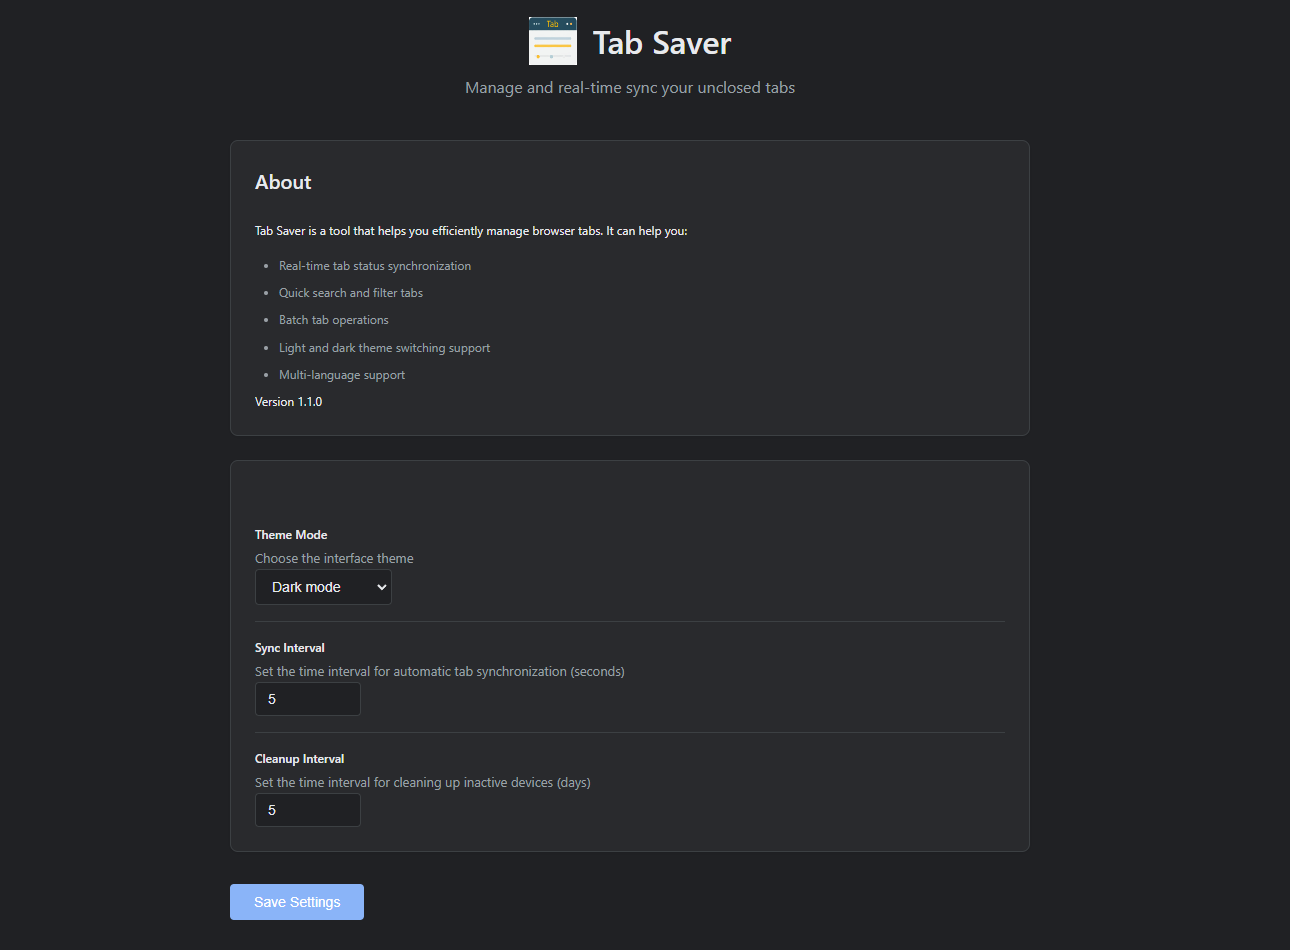 Tab
Tab Saver
Manage and real-time sync your unclosed tabs
About
Tab Saver is a tool that helps you efficiently manage browser tabs. It can help you:
Real-time tab status synchronization
Quick search and filter tabs
Batch tab operations
Light and dark theme switching support
Multi-language support
Version 1.1.0
Theme Mode
Choose the interface theme
Dark mode
Sync Interval
Set the time interval for automatic tab synchronization (seconds)
5
Cleanup Interval
Set the time interval for cleaning up inactive devices (days)
5
Save Settings